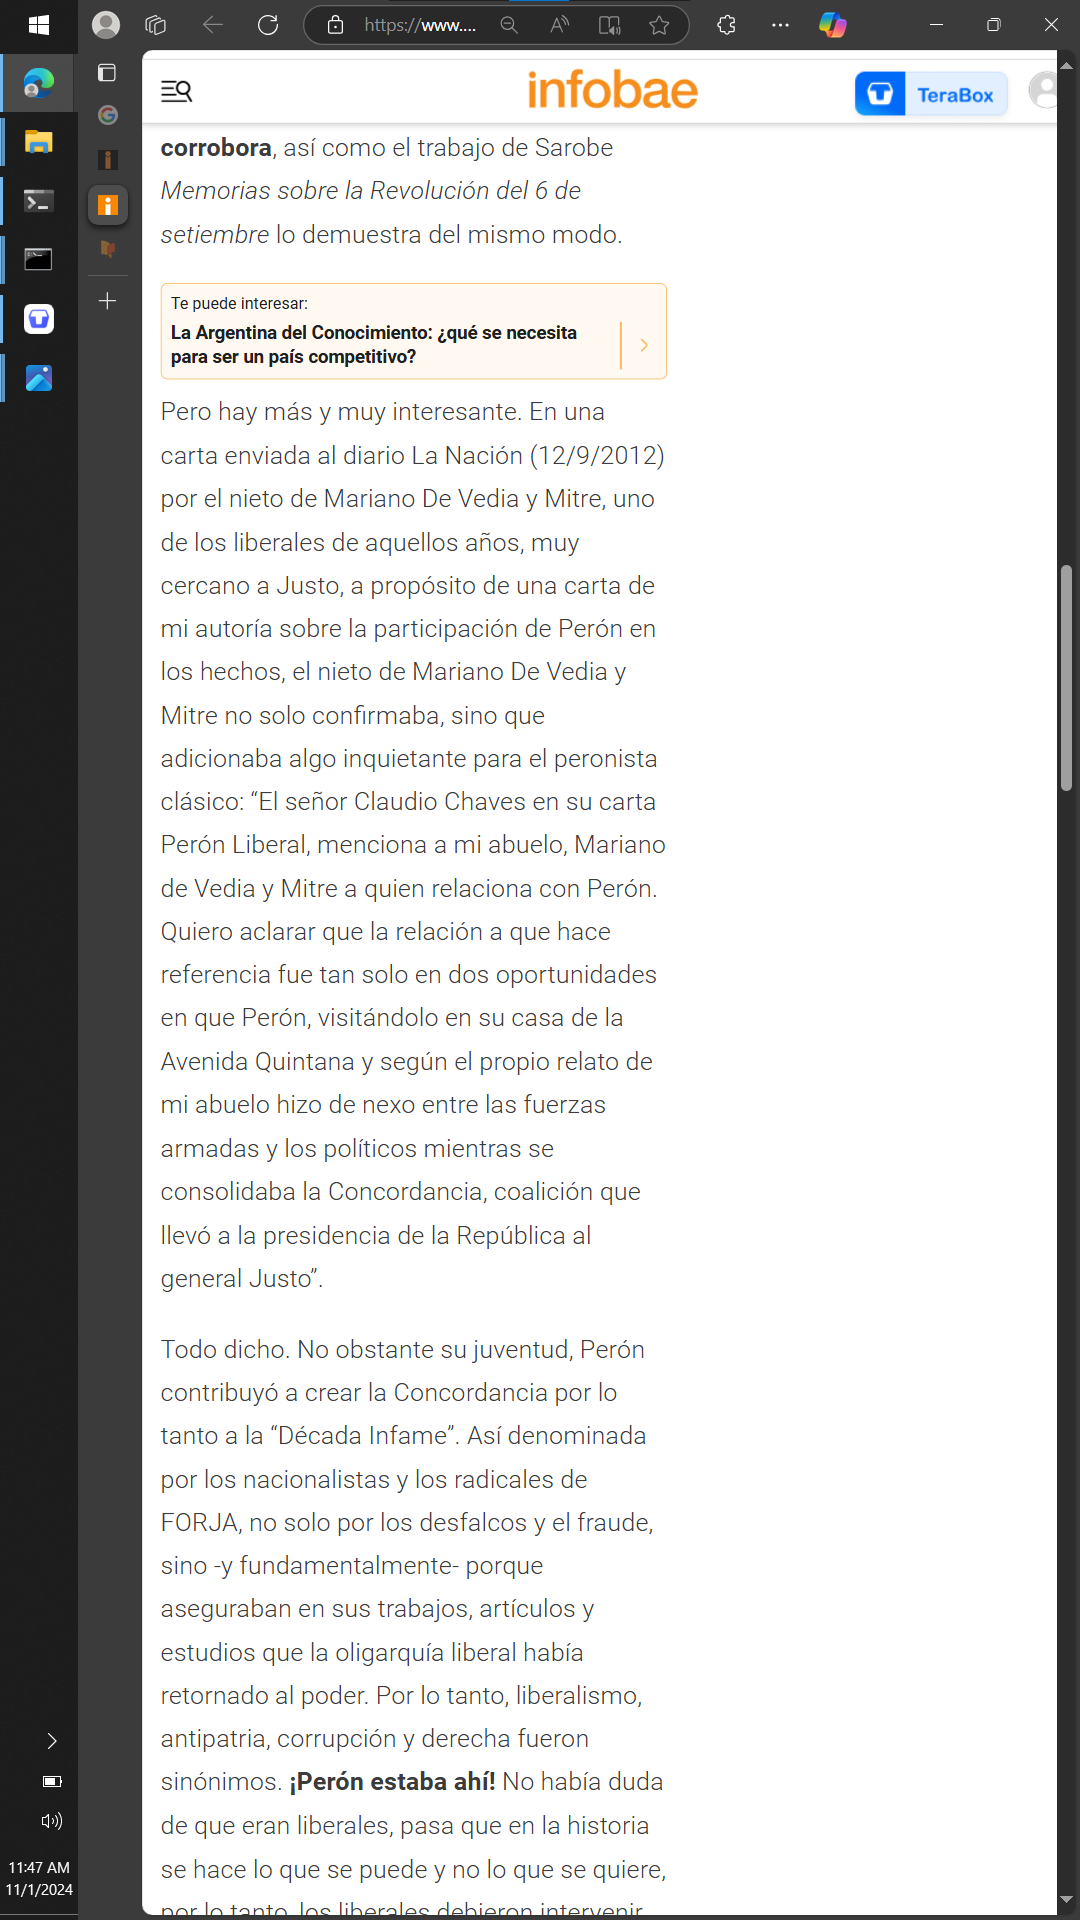 https://www....
infobae
TeraBox
corrobora, así como el trabajo de Sarobe
Memorias sobre la Revolución del 6 de
setiembre lo demuestra del mismo modo.
Te puede interesar:
La Argentina del Conocimiento: ¿qué se necesita
para ser un país competitivo?
Pero hay más y muy interesante. En una
carta enviada al diario La Nación (12/9/2012)
por el nieto de Mariano De Vedia y Mitre, uno
de los liberales de aquellos años, muy
cercano a Justo, a propósito de una carta de
mi autoría sobre la participación de Perón en
los hechos, el nieto de Mariano De Vedia y
Mitre no solo confirmaba, sino que
adicionaba algo inquietante para el peronista
clásico: “El señor Claudio Chaves en su carta
Perón Liberal, menciona a mi abuelo, Mariano
de Vedia y Mitre a quien relaciona con Perón.
Quiero aclarar que la relación a que hace
referencia fue tan solo en dos oportunidades
en que Perón, visitándolo en su casa de la
Avenida Quintana y según el propio relato de
mi abuelo hizo de nexo entre las fuerzas
armadas y los políticos mientras se
consolidaba la Concordancia, coalición que
llevó a la presidencia de la República al
general Justo”.
Todo dicho. No obstante su juventud, Perón
contribuyó a crear la Concordancia por lo
tanto a la “Década Infame”. Así denominada
por los nacionalistas y los radicales de
FORJA, no solo por los desfalcos y el fraude,
sino -y fundamentalmente- porque
aseguraban en sus trabajos, artículos y
estudios que la oligarquía liberal había
retornado al poder. Por lo tanto, liberalismo,
antipatria, corrupción y derecha fueron
sinónimos. ¡Perón estaba ahí! No había duda
de que eran liberales, pasa que en la historia
se hace lo que se puede y no lo que se quiere,
por lo tanto, los liberales debieron intervenir
11:47 AM
11/1/2024